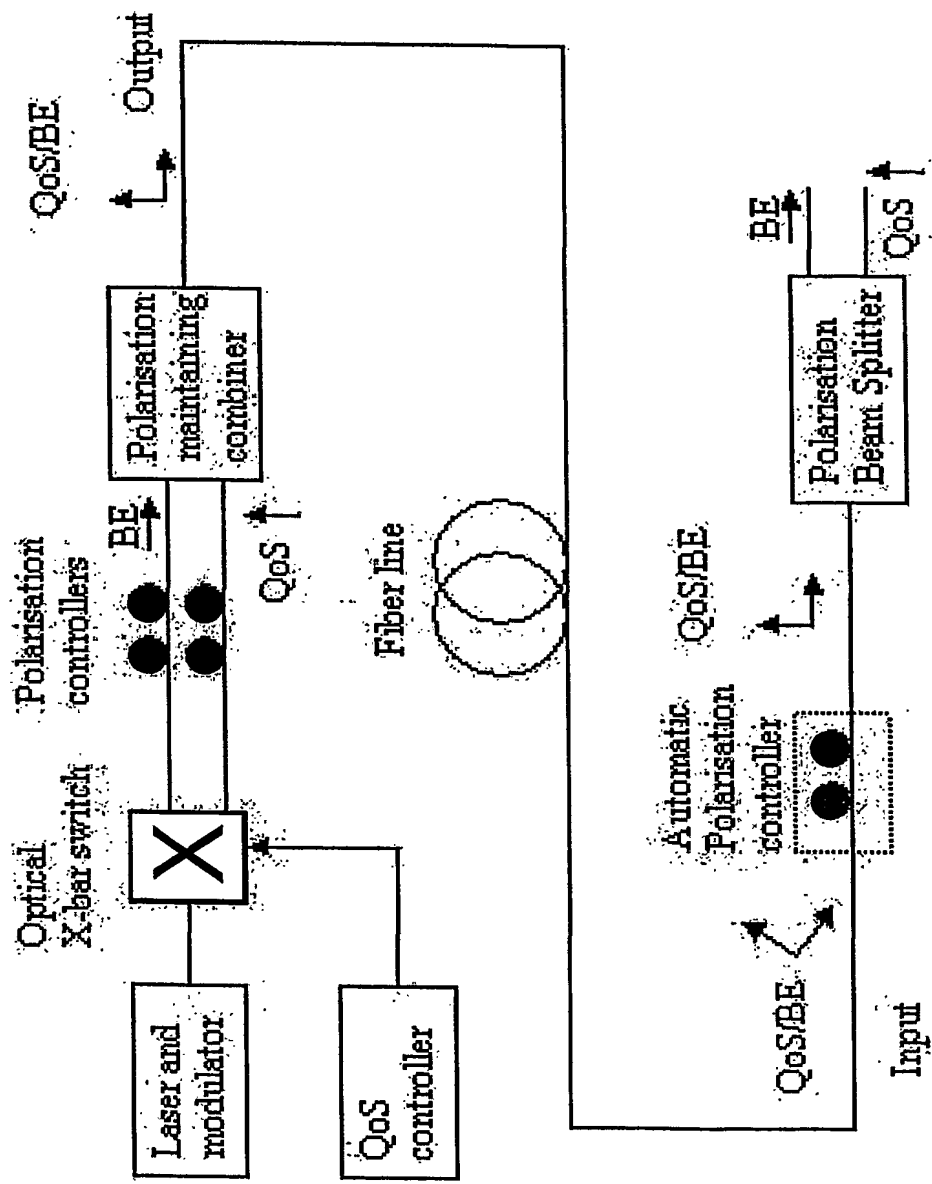 Optical
X-bar switch
Polarisation
controllers
Laser and
modulator
QoS
controller
BE
QoS
Polarisation
maintaining
combiner
QoS/BE
Output
Fiber line
QoS/BE
Input
Automatic
Polarisation
controller
QoS/BE
Polarisation
Beam Splitter
BE
QoS